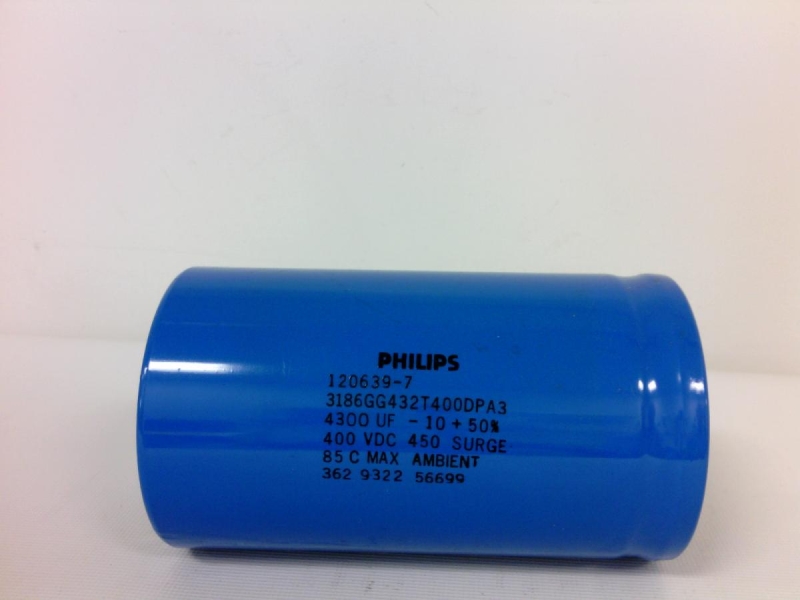 PHILIPS
120639-7
3186GG432T400DPA3
4300 UF -10 +50%
400 VDC 450 SURGE
85 C MAX AMBIENT
362 9322 56699